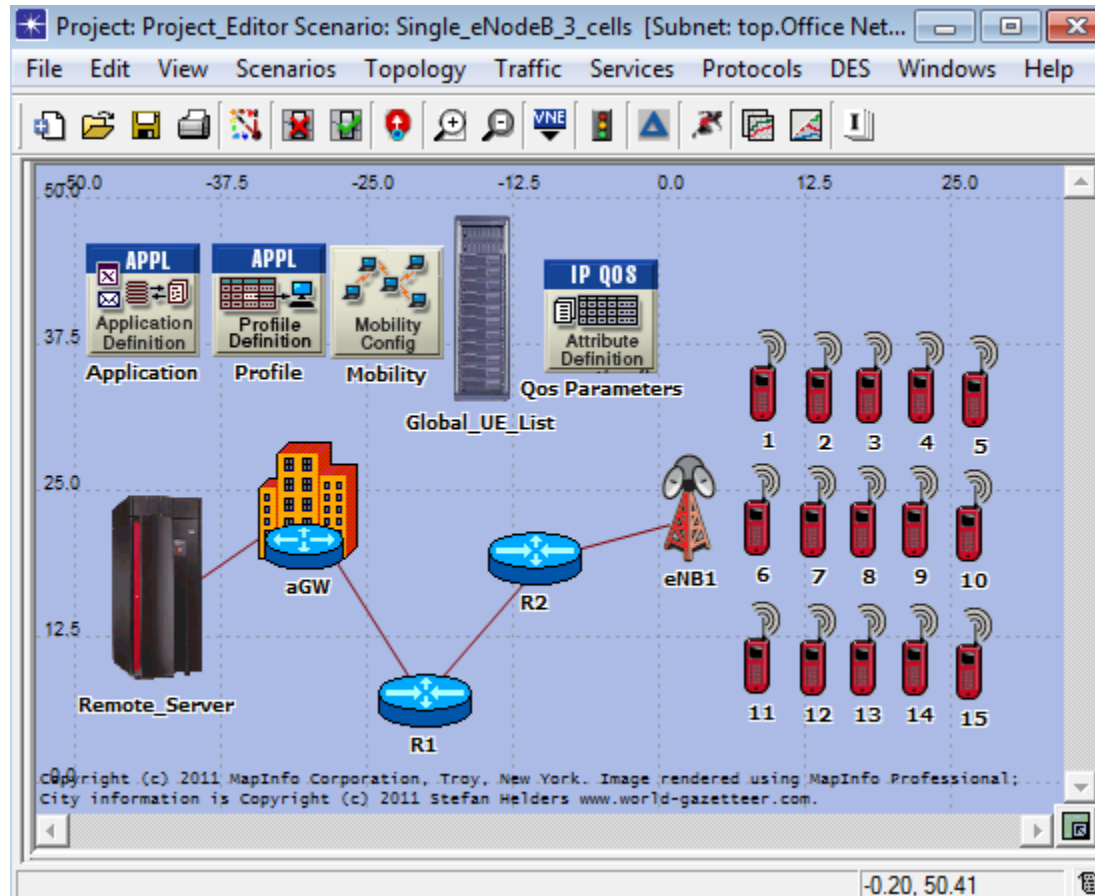 Project: Project_Editor Scenario: Single_eNodeB_3_cells [Subnet: top.Office Net...
File Edit View Scenarios Topology Traffic Services Protocols DES Windows Help
VNE
50.0 -50.0 -37.5 -25.0 -12.5 0.0 12.5 25.0
APPL
Application
Definition
Application
APPL
Profiile
Definition
Profile
Mobility
Config
Mobility
Global_UE_List
IP QOS
Attribute
Definition
Qos Parameters
37.5
1 2 3 4 5
25.0
aGW
R2
eNB1
6 7 8 9 10
12.5
Remote_Server
R1
11 12 13 14 15
0.0
Copyright (c) 2011 MapInfo Corporation, Troy, New York. Image rendered using MapInfo Professional;
City information is Copyright (c) 2011 Stefan Helders www.world-gazetteer.com.
-0.20, 50.41